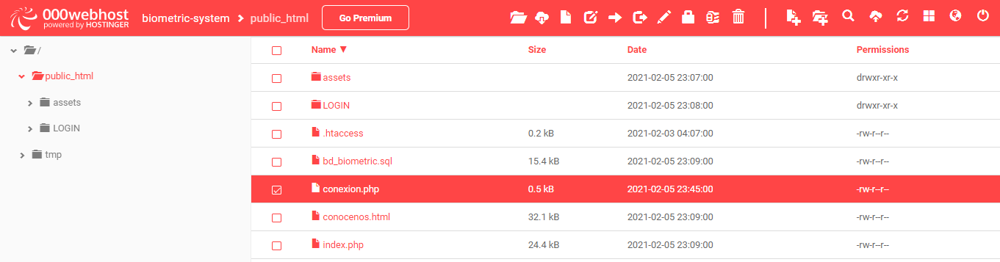 000webhost
powered by HOSTINGER
biometric-system > public_html
Go Premium
/
public_html
assets
LOGIN
tmp
Name ▼ Size Date Permissions
assets 2021-02-05 23:07:00 drwxr-xr-x
LOGIN 2021-02-05 23:08:00 drwxr-xr-x
.htaccess 0.2 kB 2021-02-03 04:07:00 -rw-r--r--
bd_biometric.sql 15.4 kB 2021-02-05 23:09:00 -rw-r--r--
conexion.php 0.5 kB 2021-02-05 23:45:00 -rw-r--r--
conocenos.html 32.1 kB 2021-02-05 23:09:00 -rw-r--r--
index.php 24.4 kB 2021-02-05 23:09:00 -rw-r--r--